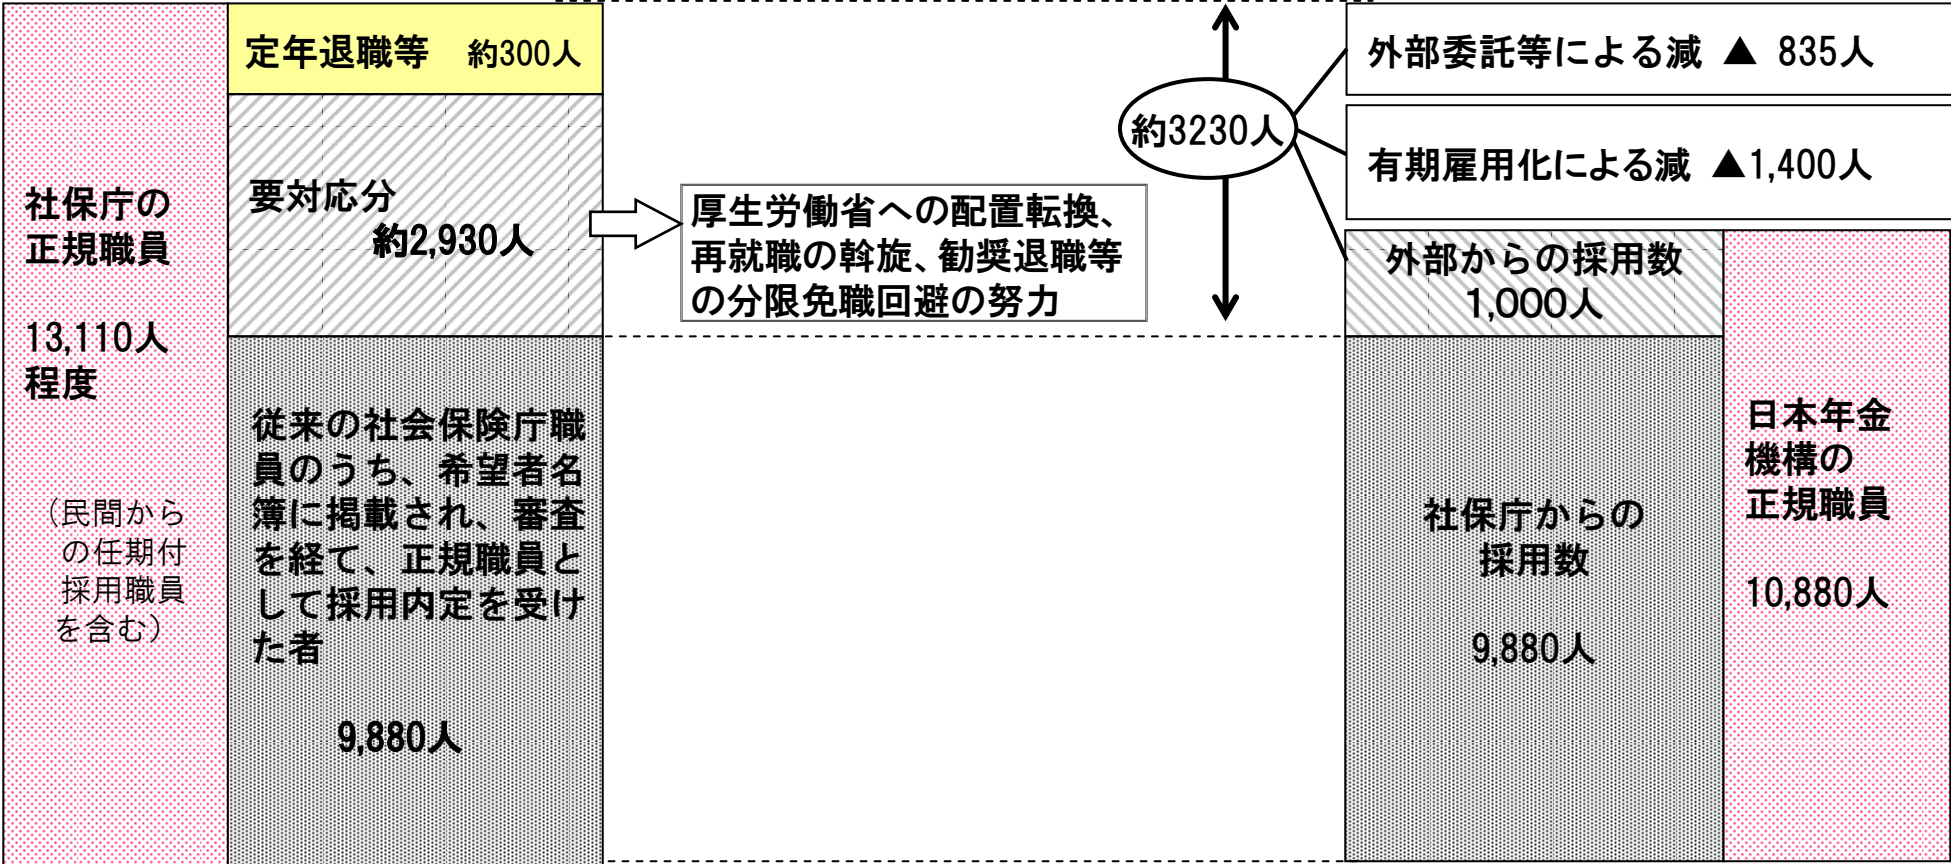 社保庁の
正規職員
13,110人
程度
（民間から
の任期付
採用職員
を含む）
定年退職等　約300人
要対応分
約2,930人
従来の社会保険庁職
員のうち、希望者名
簿に掲載され、審査
を経て、正規職員と
して採用内定を受け
た者
9,880人
厚生労働省への配置転換、
再就職の斡旋、勧奨退職等
の分限免職回避の努力
約3230人
外部委託等による減 ▲ 835人
有期雇用化による減 ▲1,400人
外部からの採用数
1,000人
社保庁からの
採用数
9,880人
日本年金
機構の
正規職員
10,880人